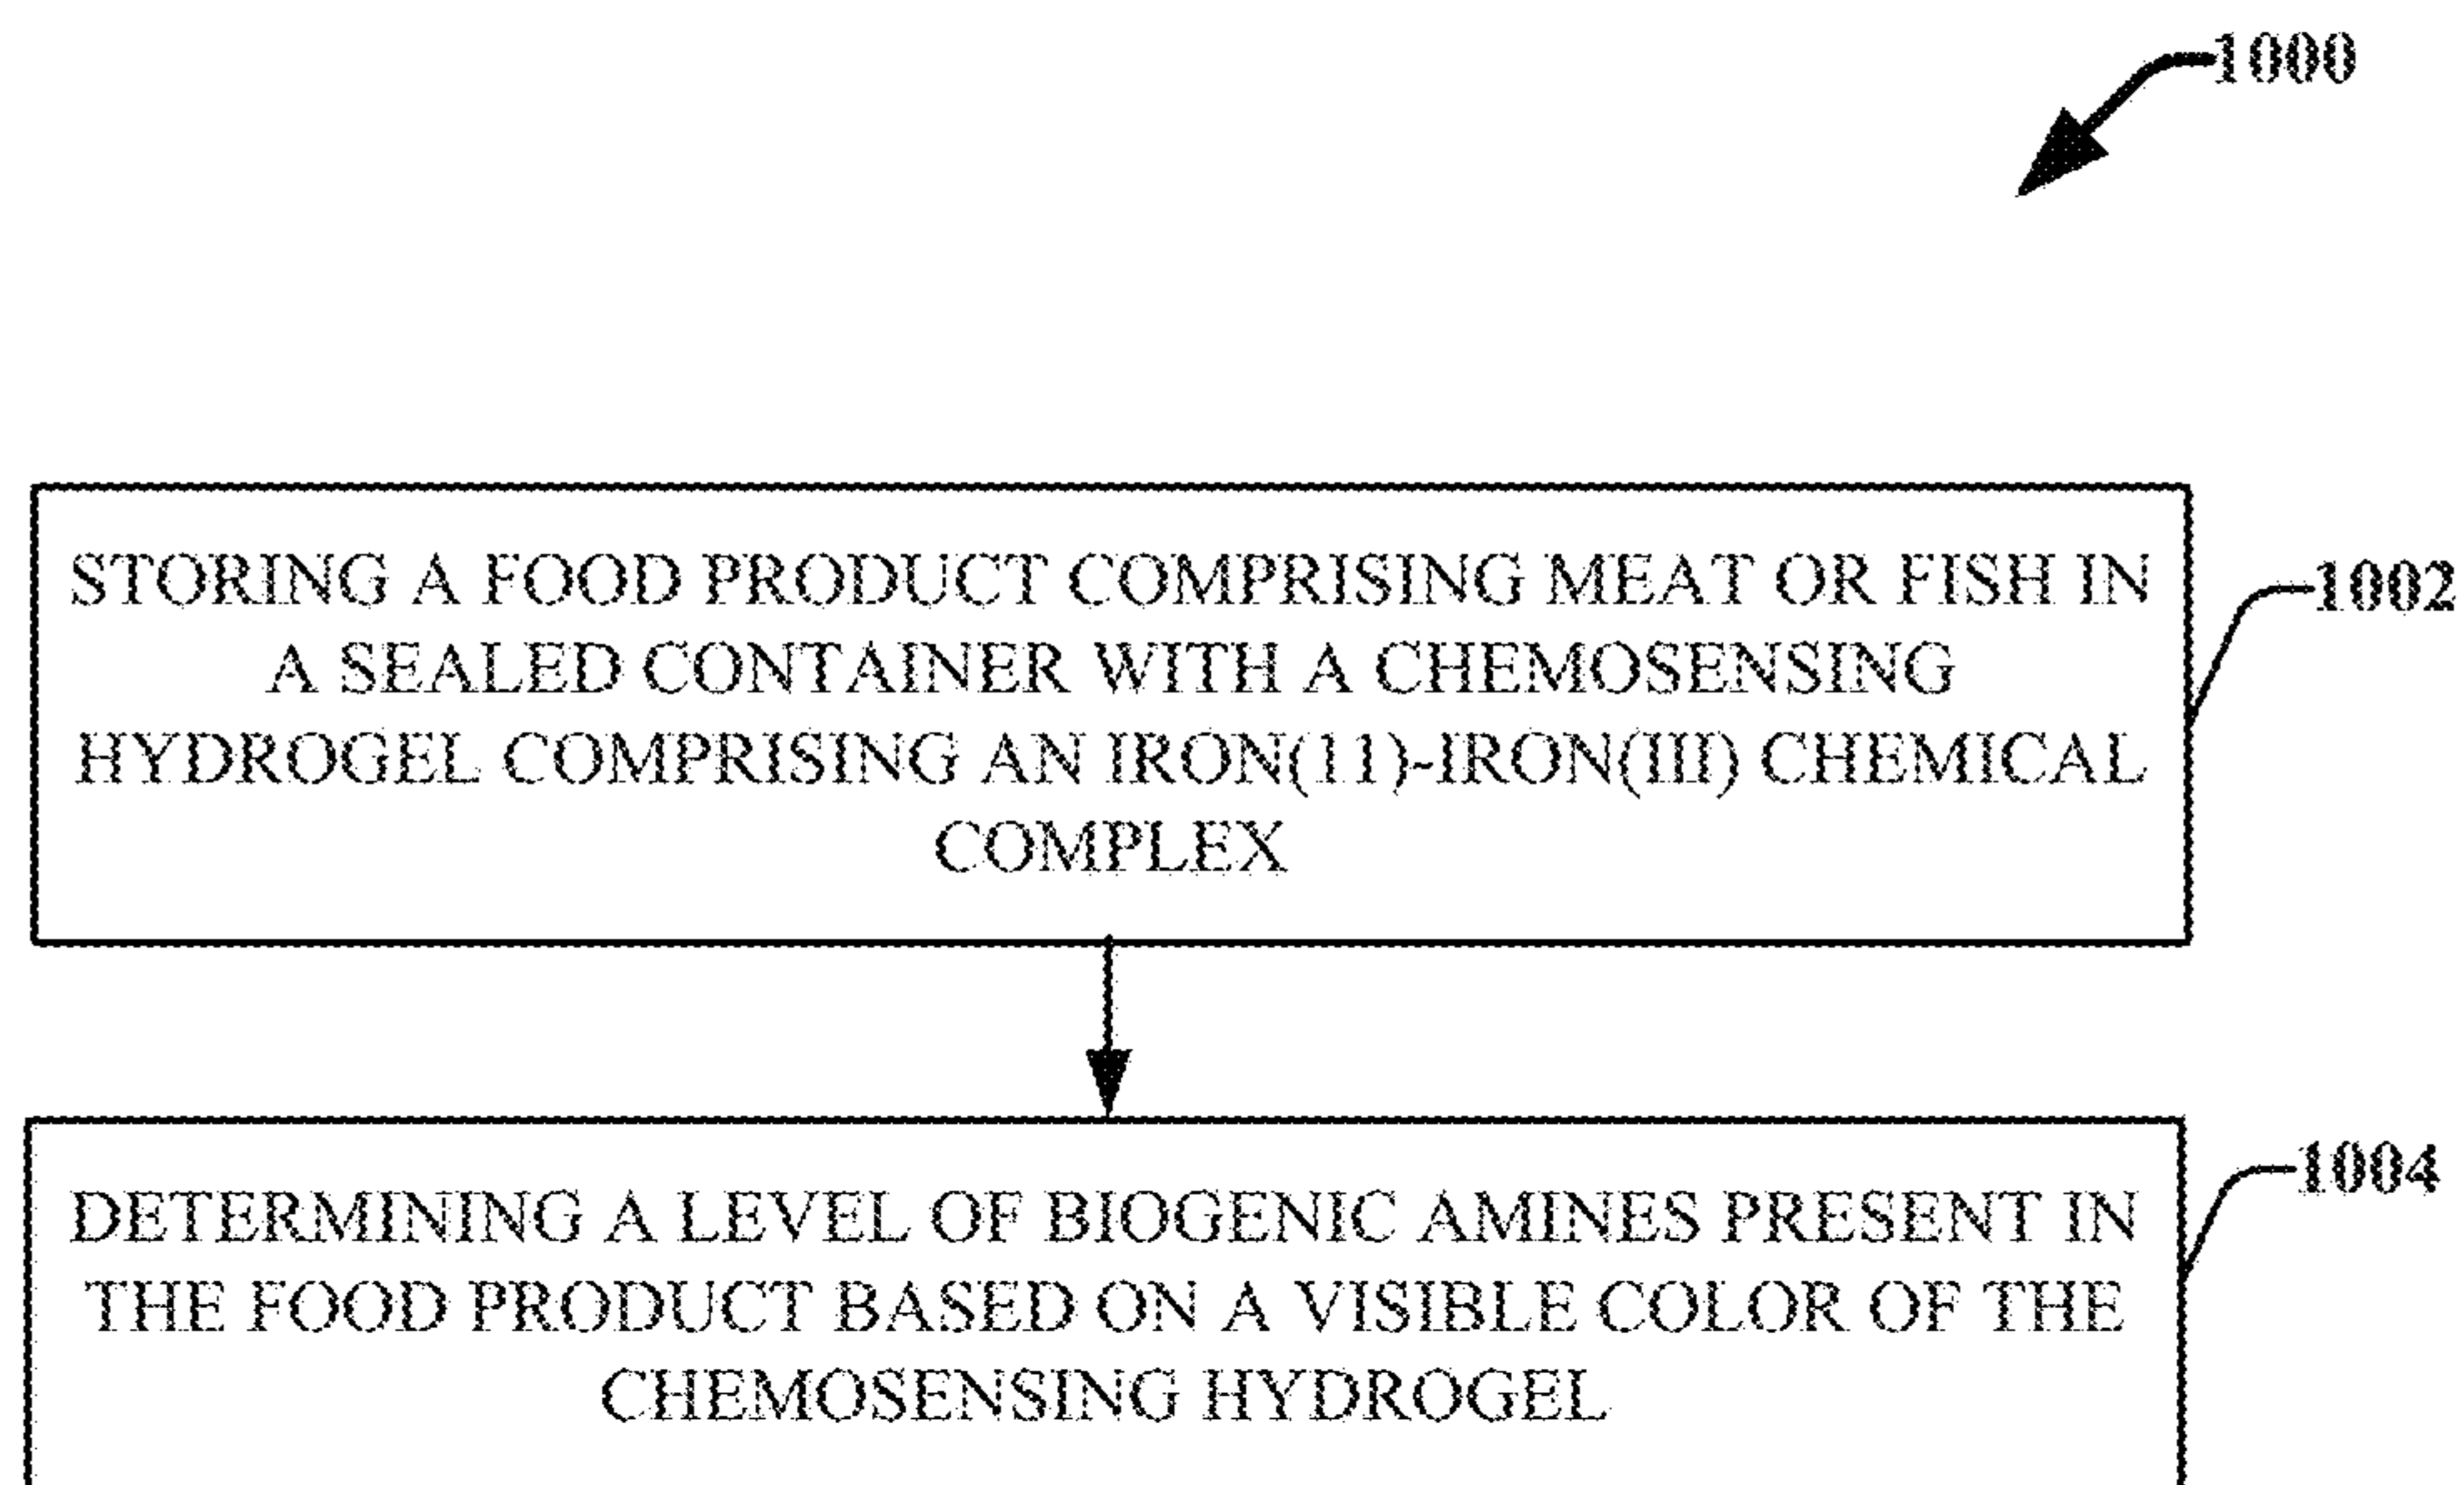 1000
STORING A FOOD PRODUCT COMPRISING MEAT OR FISH IN
A SEALED CONTAINER WITH A CHEMOSENSING
HYDROGEL COMPRISING AN IRON(11)-IRON(III) CHEMICAL
COMPLEX
1002
DETERMINING A LEVEL OF BIOGENIC AMINES PRESENT IN
THE FOOD PRODUCT BASED ON A VISIBLE COLOR OF THE
CHEMOSENSING HYDROGEL
1004